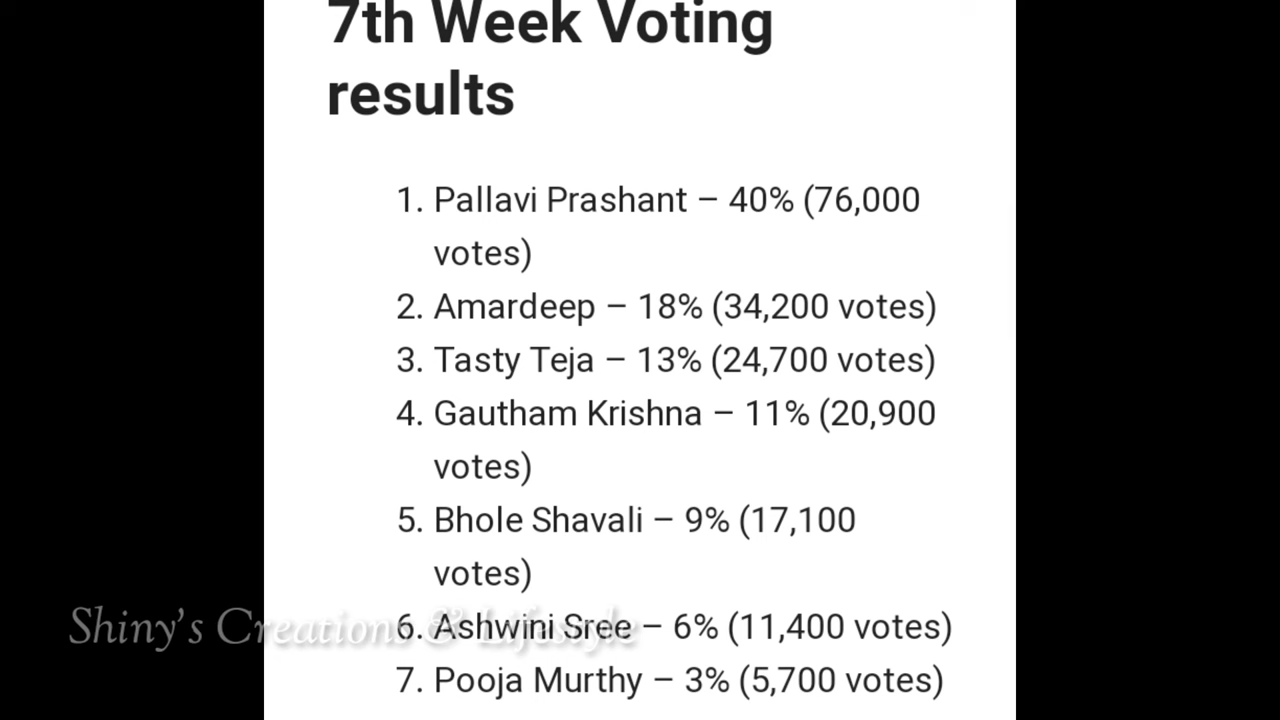 7th Week Voting
results
1. Pallavi Prashant – 40% (76,000
votes)
2. Amardeep – 18% (34,200 votes)
3. Tasty Teja – 13% (24,700 votes)
4. Gautham Krishna – 11% (20,900
votes)
5. Bhole Shavali – 9% (17,100
votes)
6. Ashwini Sree – 6% (11,400 votes)
Shiny's Creations & Lifestyle
7. Pooja Murthy – 3% (5,700 votes)